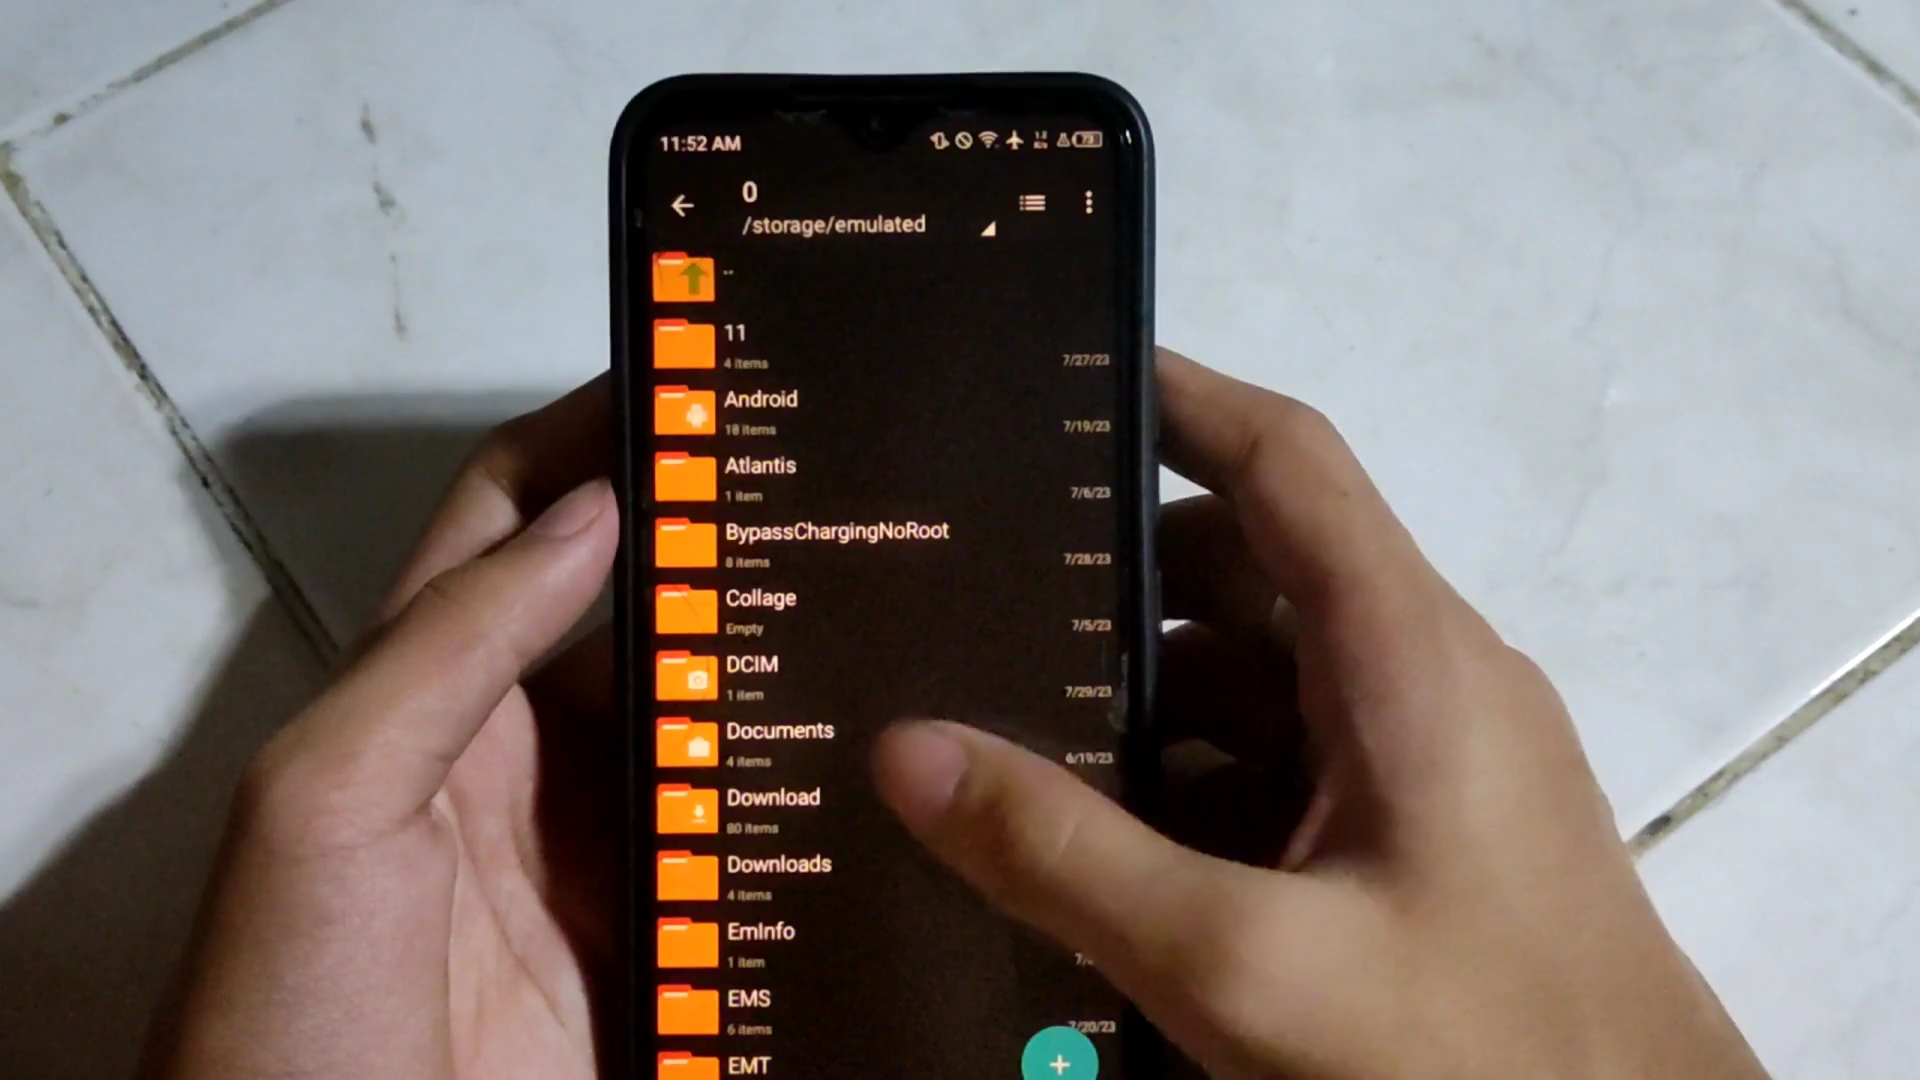 11:52 AM
73
0
/storage/emulated
..
11
4 items
7/27/23
Android
18 items
7/19/23
Atlantis
1 item
7/6/23
BypassChargingNoRoot
8 items
7/28/23
Collage
Empty
7/5/23
DCIM
1 item
7/29/23
Documents
4 items
6/19/23
Download
80 items
Downloads
4 items
EmInfo
1 item
EMS
6 items
7/20/23
EMT
+